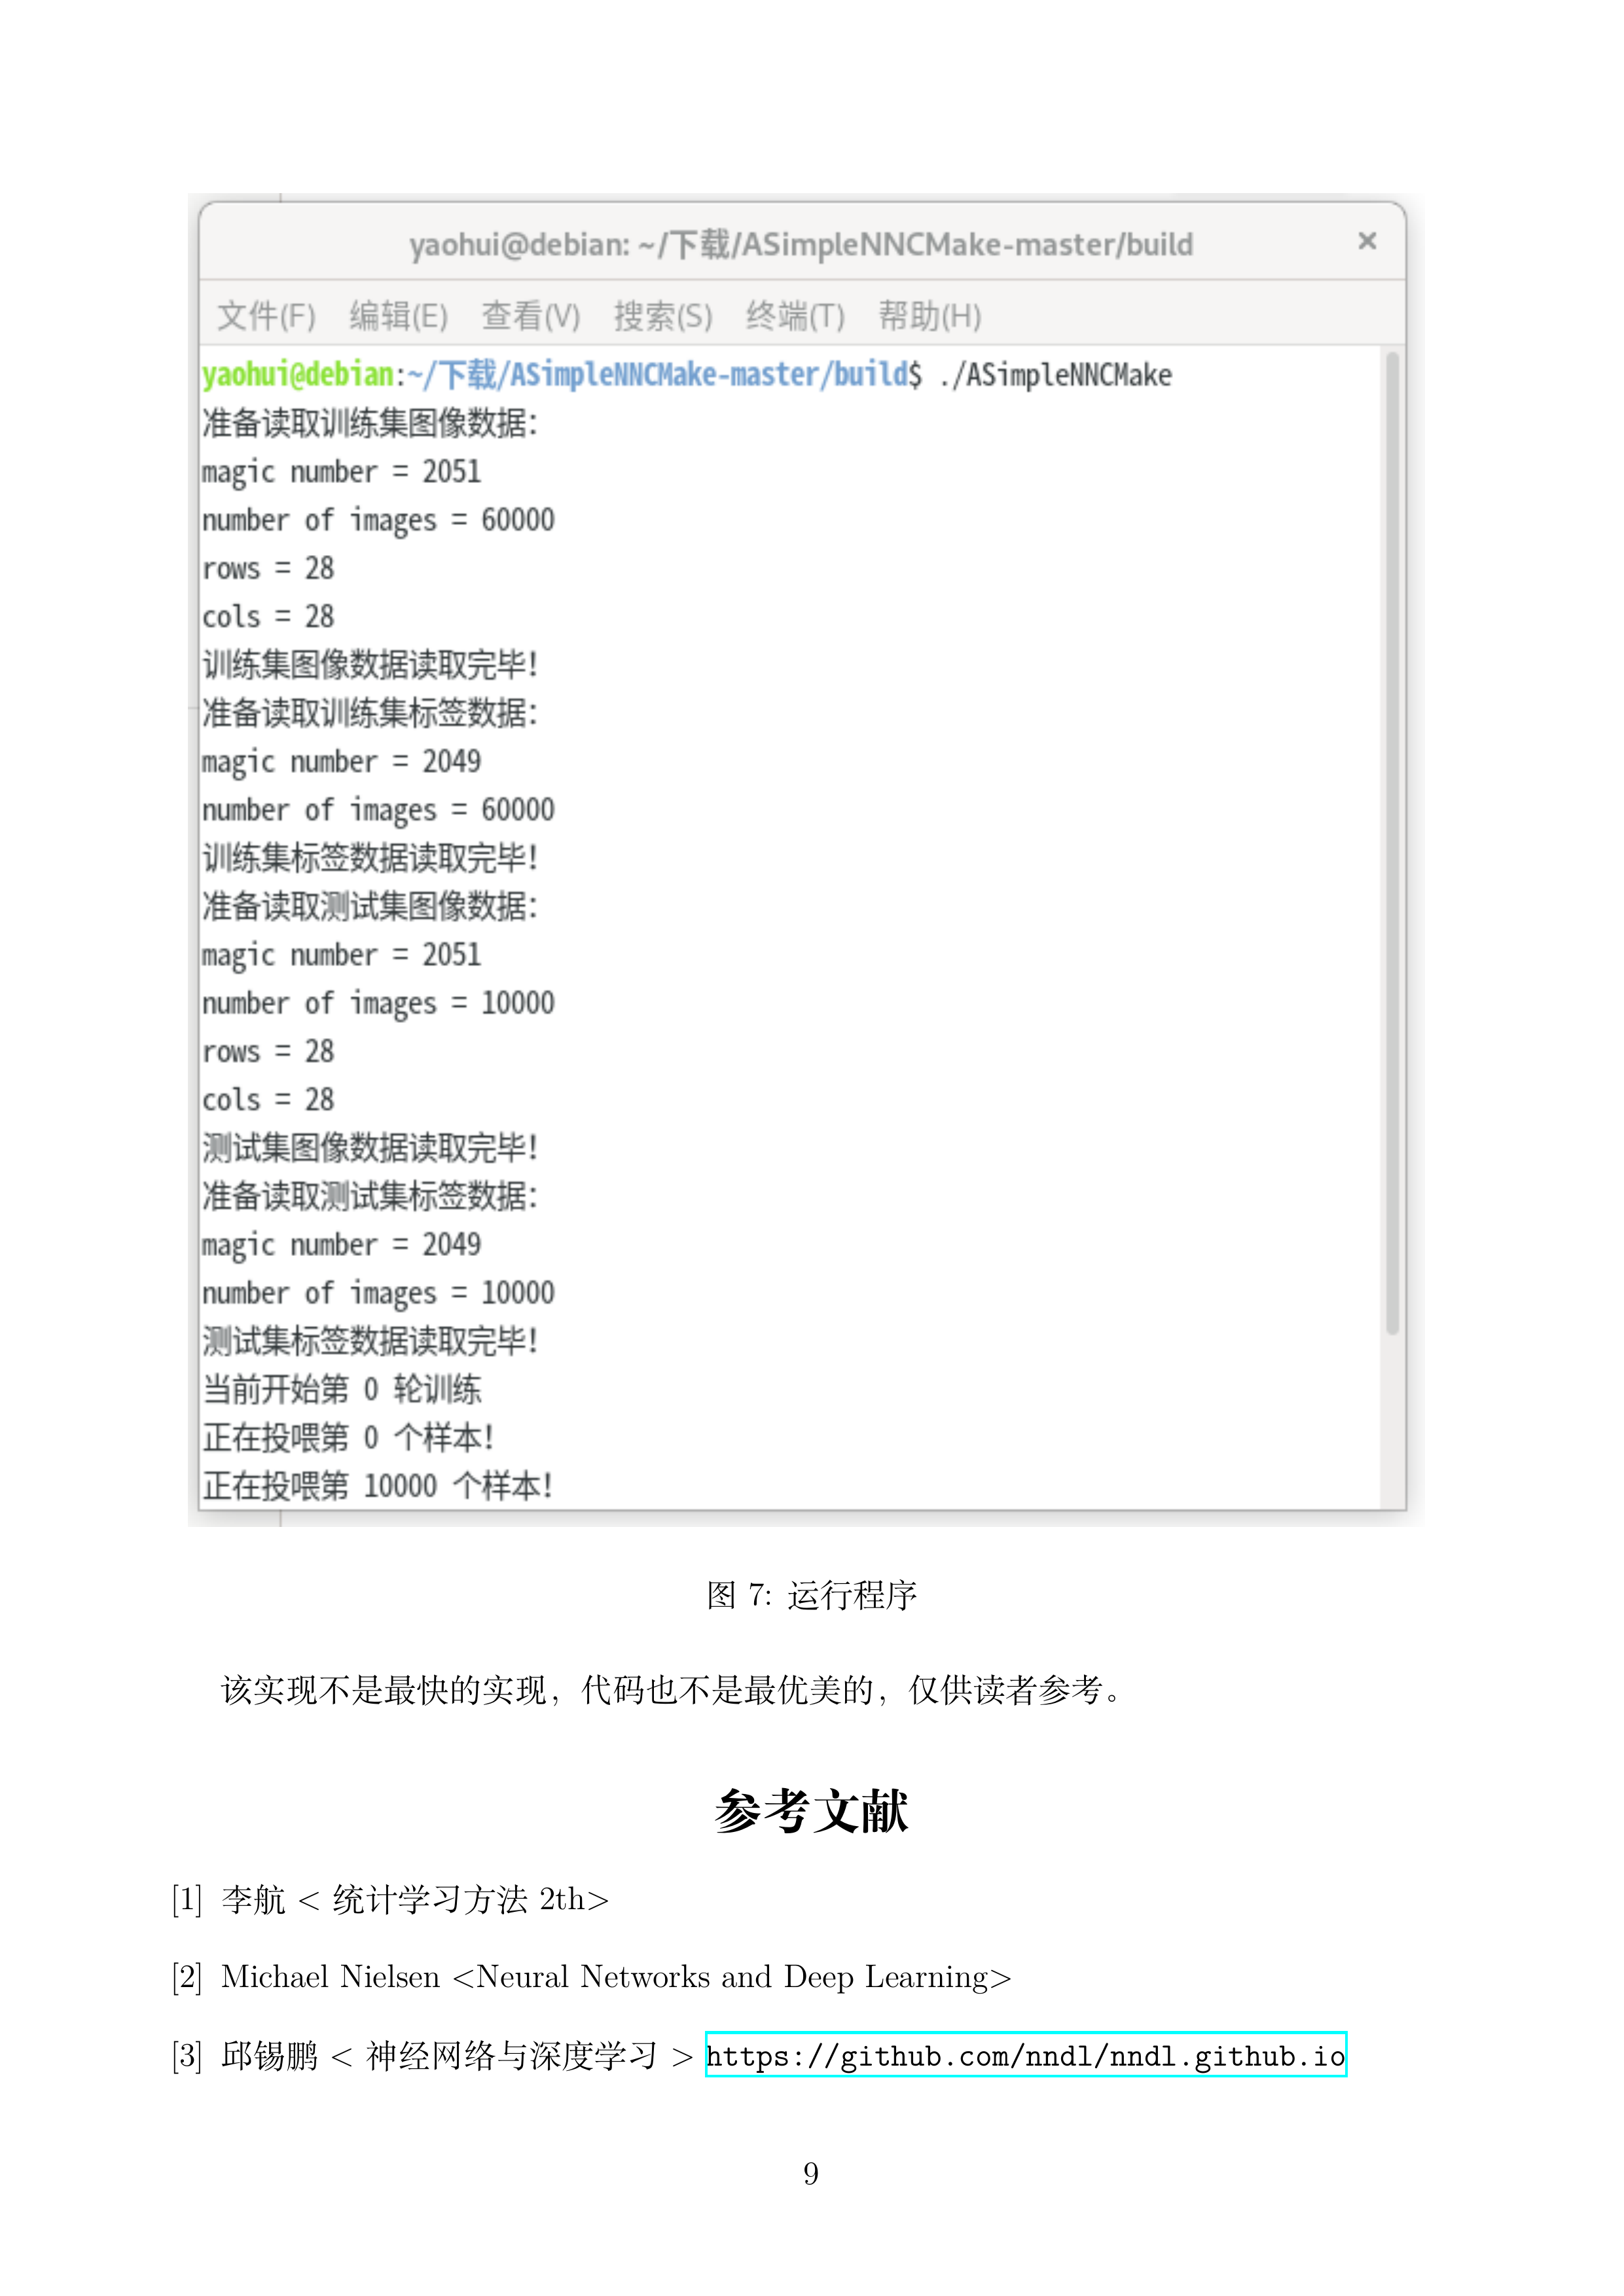 yaohui@debian: ~/下载/ASimpleNNCMake-master/build ×
文件(F) 编辑(E) 查看(V) 搜索(S) 终端(T) 帮助(H)
yaohui@debian:~/下载/ASimpleNNCMake-master/build$ ./ASimpleNNCMake
准备读取训练集图像数据：
magic number = 2051
number of images = 60000
rows = 28
cols = 28
训练集图像数据读取完毕！
准备读取训练集标签数据：
magic number = 2049
number of images = 60000
训练集标签数据读取完毕！
准备读取测试集图像数据：
magic number = 2051
number of images = 10000
rows = 28
cols = 28
测试集图像数据读取完毕！
准备读取测试集标签数据：
magic number = 2049
number of images = 10000
测试集标签数据读取完毕！
当前开始第 0 轮训练
正在投喂第 0 个样本！
正在投喂第 10000 个样本！
图 7: 运行程序
该实现不是最快的实现，代码也不是最优美的，仅供读者参考。
参考文献
[1] 李航 < 统计学习方法 2th>
[2] Michael Nielsen <Neural Networks and Deep Learning>
[3] 邱锡鹏 < 神经网络与深度学习 > https://github.com/nndl/nndl.github.io
9